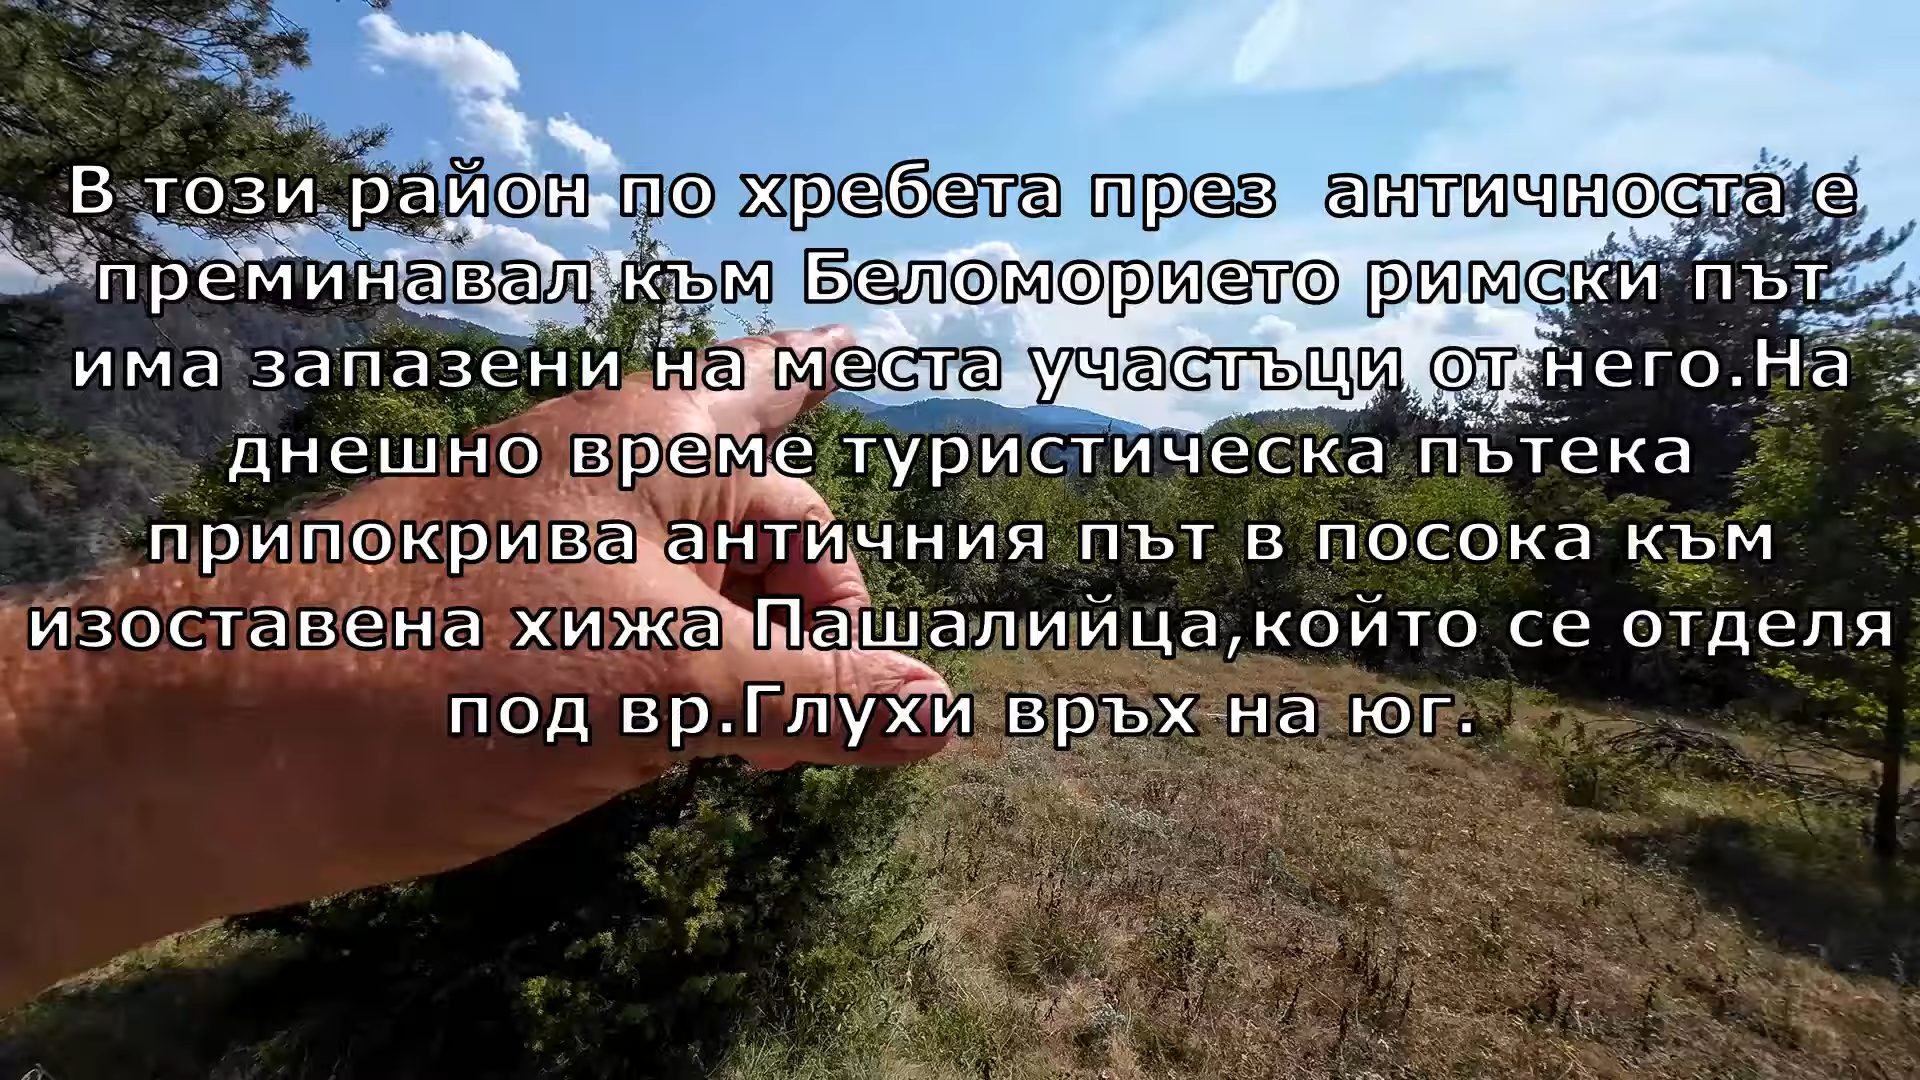 В този район по хребета през  античноста е
преминавал към Беломорието римски път
има запазени на места участъци от него.На
днешно време туристическа пътека
припокрива античния път в посока към
изоставена хижа Пашалийца,който се отделя
под вр.Глухи връх на юг.